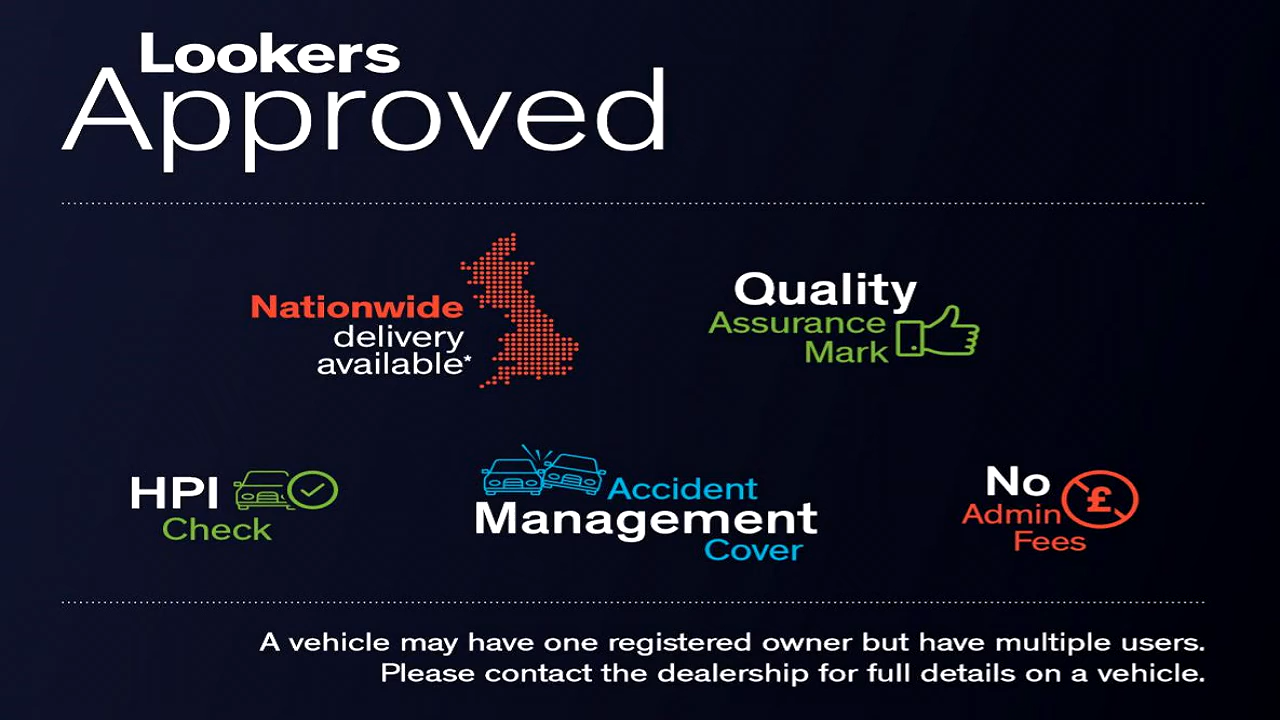 Lookers
Approved
Nationwide
delivery
available*
Quality
Assurance
Mark
HPI
Check
Accident
Management
Cover
No
Admin
Fees
£
A vehicle may have one registered owner but have multiple users.
Please contact the dealership for full details on a vehicle.